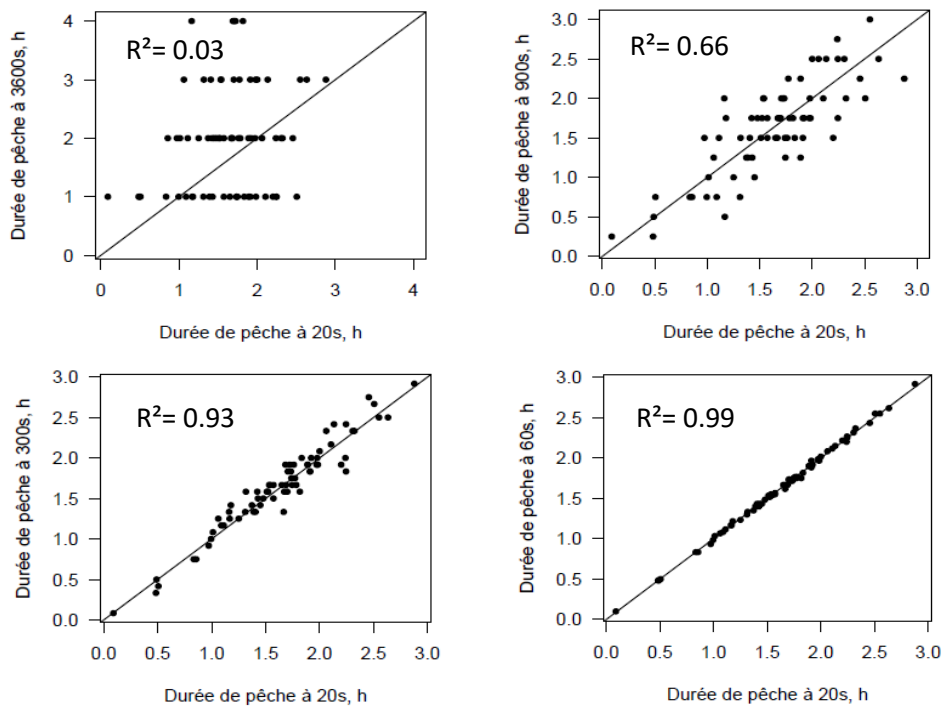 R²= 0.03
Durée de pêche à 3600s, h
4
3
2
1
0
0 1 2 3 4
Durée de pêche à 20s, h
R²= 0.66
Durée de pêche à 900s, h
3.0
2.5
2.0
1.5
1.0
0.5
0.0
0.0 0.5 1.0 1.5 2.0 2.5 3.0
Durée de pêche à 20s, h
R²= 0.93
Durée de pêche à 300s, h
3.0
2.5
2.0
1.5
1.0
0.5
0.0
0.0 0.5 1.0 1.5 2.0 2.5 3.0
Durée de pêche à 20s, h
R²= 0.99
Durée de pêche à 60s, h
3.0
2.5
2.0
1.5
1.0
0.5
0.0
0.0 0.5 1.0 1.5 2.0 2.5 3.0
Durée de pêche à 20s, h